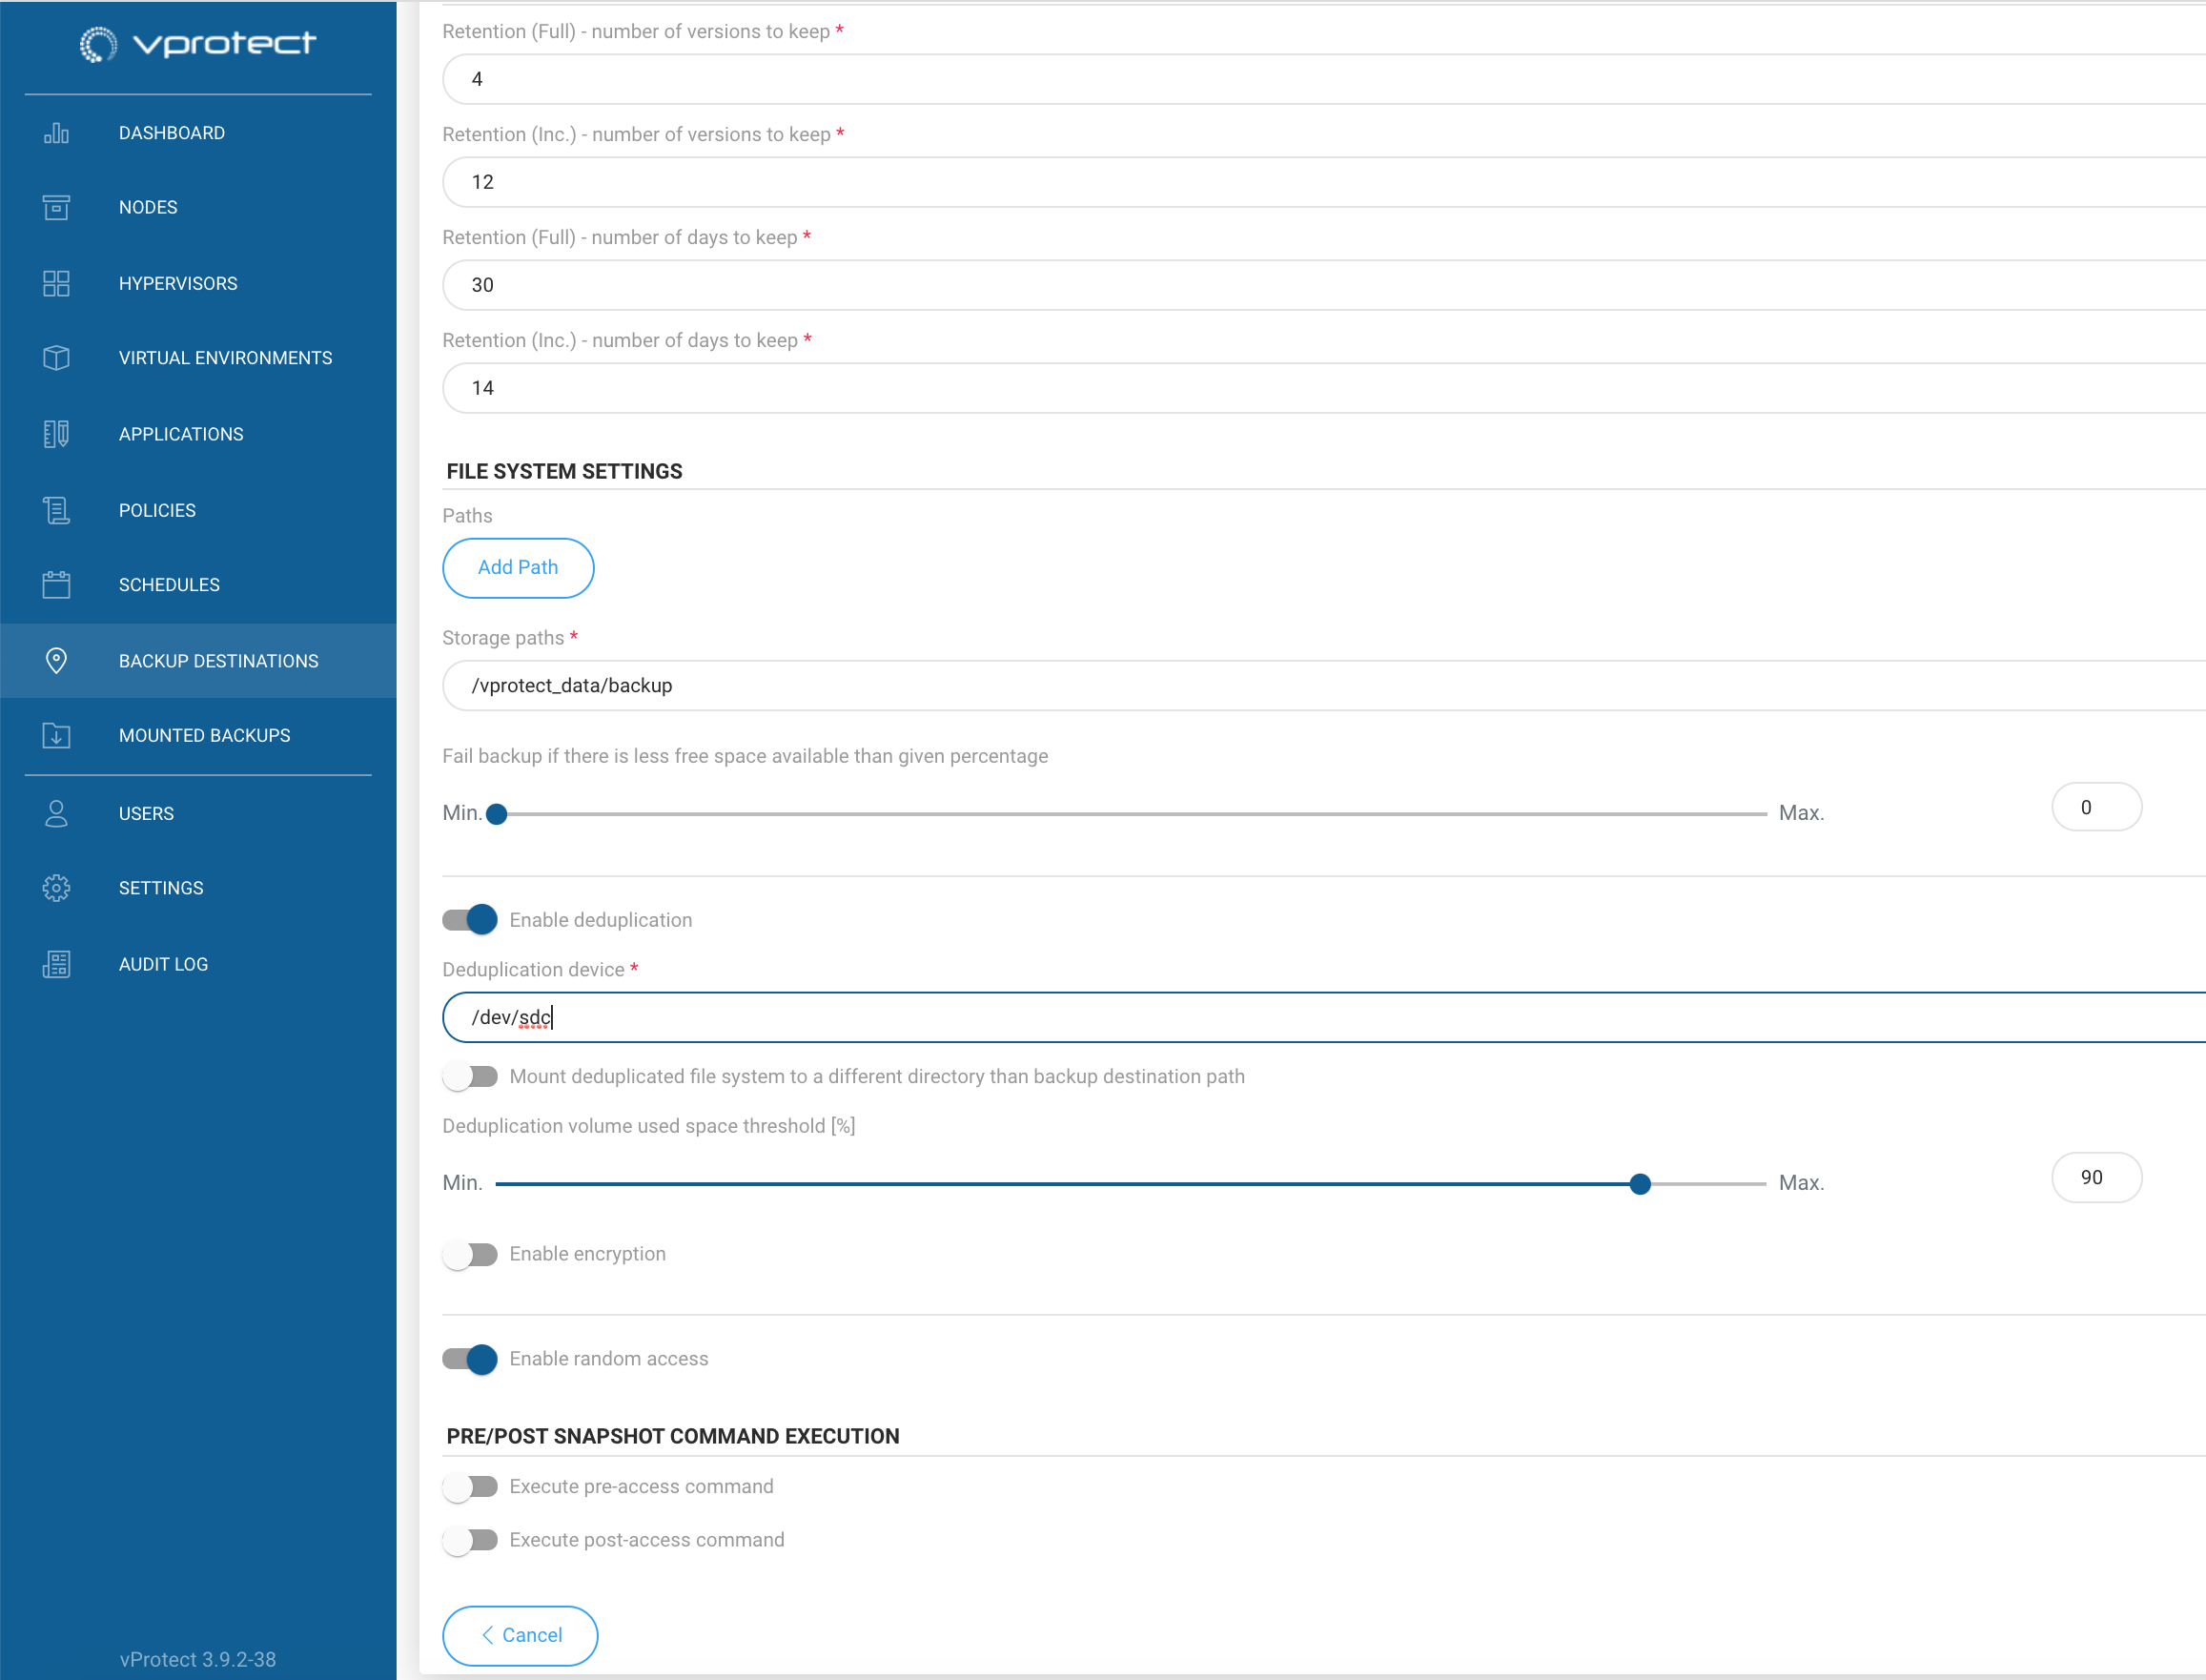 vprotect
DASHBOARD
NODES
HYPERVISORS
VIRTUAL ENVIRONMENTS
APPLICATIONS
POLICIES
SCHEDULES
BACKUP DESTINATIONS
MOUNTED BACKUPS
USERS
SETTINGS
AUDIT LOG
vProtect 3.9.2-38
Retention (Full) - number of versions to keep *
4
Retention (Inc.) - number of versions to keep *
12
Retention (Full) - number of days to keep *
30
Retention (Inc.) - number of days to keep *
14
FILE SYSTEM SETTINGS
Paths
Add Path
Storage paths *
/vprotect_data/backup
Fail backup if there is less free space available than given percentage
Min. Max. 0
Enable deduplication
Deduplication device *
/dev/sdc
Mount deduplicated file system to a different directory than backup destination path
Deduplication volume used space threshold [%]
Min. Max. 90
Enable encryption
Enable random access
PRE/POST SNAPSHOT COMMAND EXECUTION
Execute pre-access command
Execute post-access command
Cancel